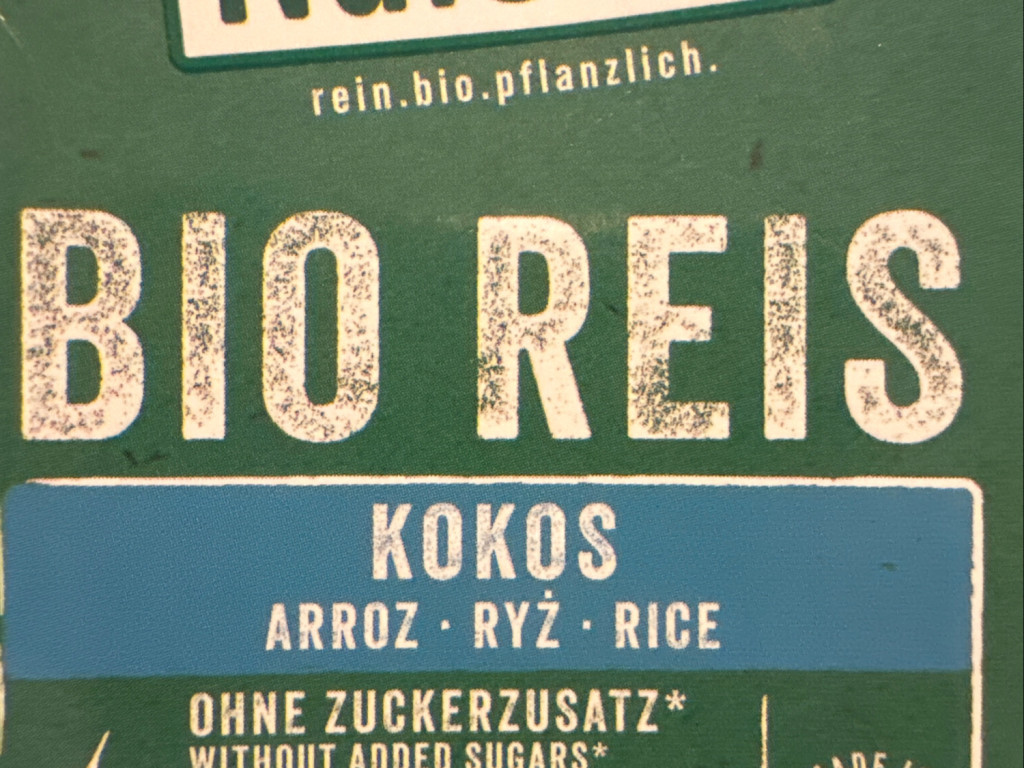 rein.bio.pflanzlich.
BIO REIS
KOKOS
ARROZ · RYŻ · RICE
OHNE ZUCKERZUSATZ*
WITHOUT ADDED SUGARS*